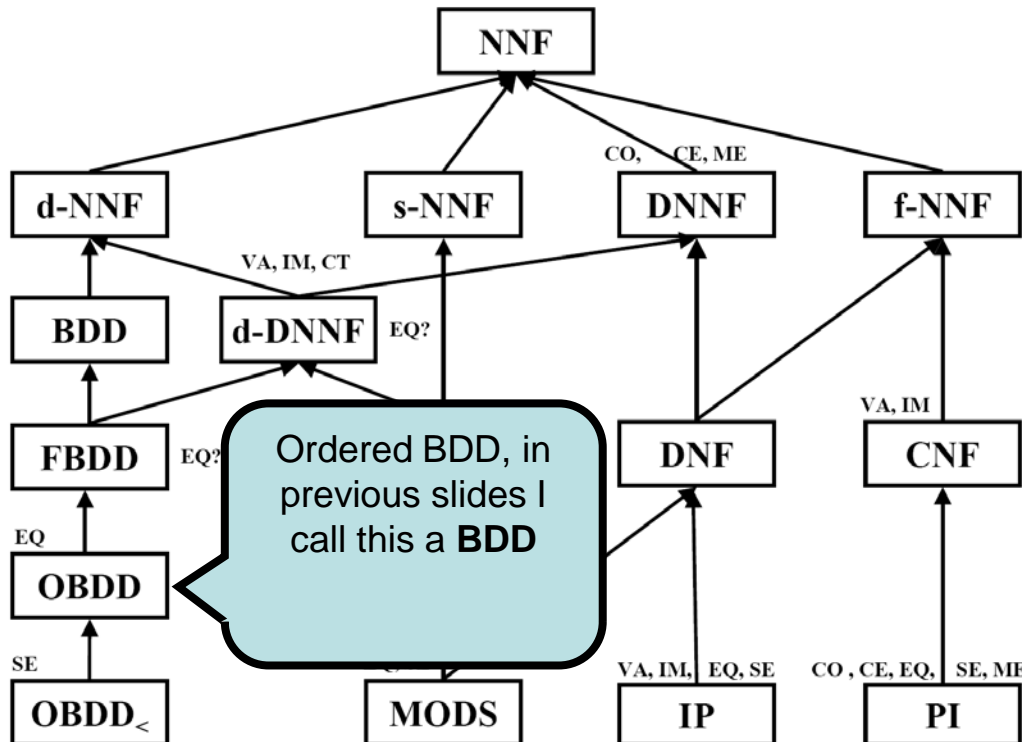 NNF
CO, CE, ME
d-NNF s-NNF DNNF f-NNF
VA, IM, CT
BDD d-DNNF EQ?
VA, IM
FBDD EQ? DNF CNF
Ordered BDD, in
previous slides I
call this a BDD
EQ
OBDD
SE VA, IM, EQ, SE CO , CE, EQ, SE, ME
OBDD< MODS IP PI